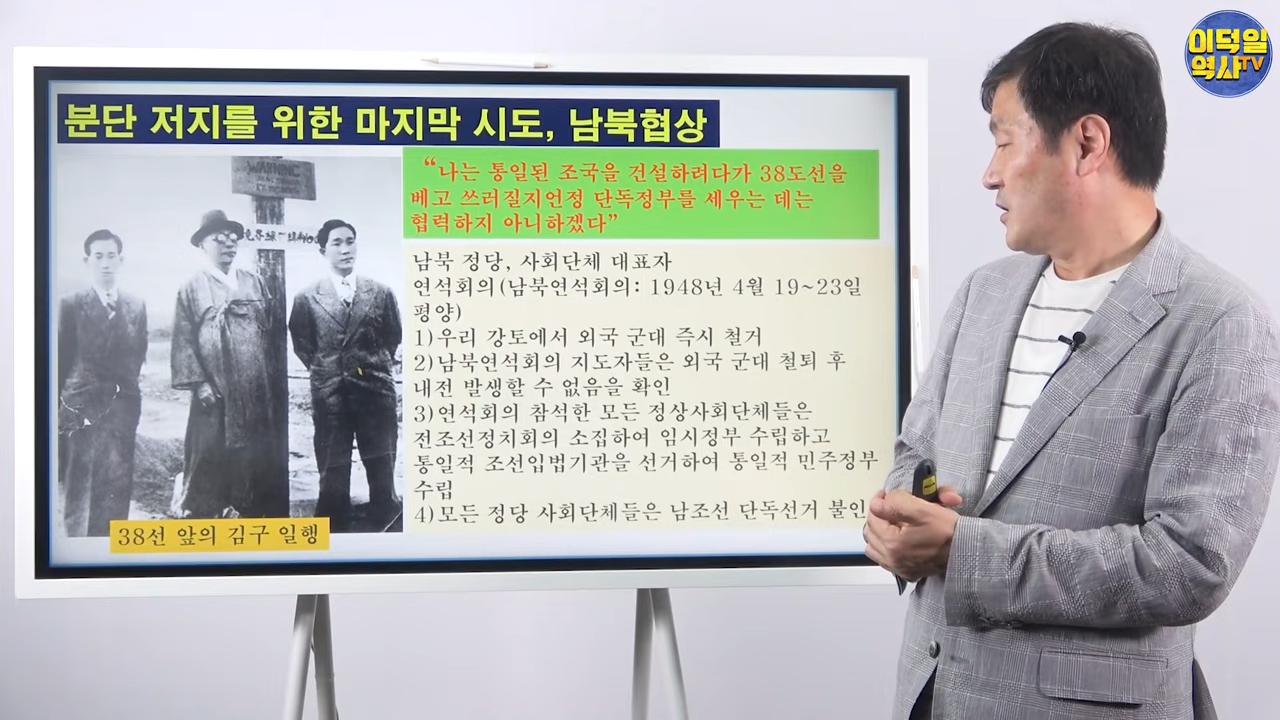 이덕일
역사TV
분단 저지를 위한 마지막 시도, 남북협상
“나는 통일된 조국을 건설하려다가 38도선을
베고 쓰러질지언정 단독정부를 세우는 데는
협력하지 아니하겠다”
WARNING
남북 정당, 사회단체 대표자
연석회의(남북연석회의: 1948년 4월 19~23일
평양)
1)우리 강토에서 외국 군대 즉시 철거
2)남북연석회의 지도자들은 외국 군대 철퇴 후
내전 발생할 수 없음을 확인
3)연석회의 참석한 모든 정상사회단체들은
전조선정치회의 소집하여 임시정부 수립하고
통일적 조선입법기관을 선거하여 통일적 민주정부
수립
4)모든 정당 사회단체들은 남조선 단독선거 불인
38선 앞의 김구 일행